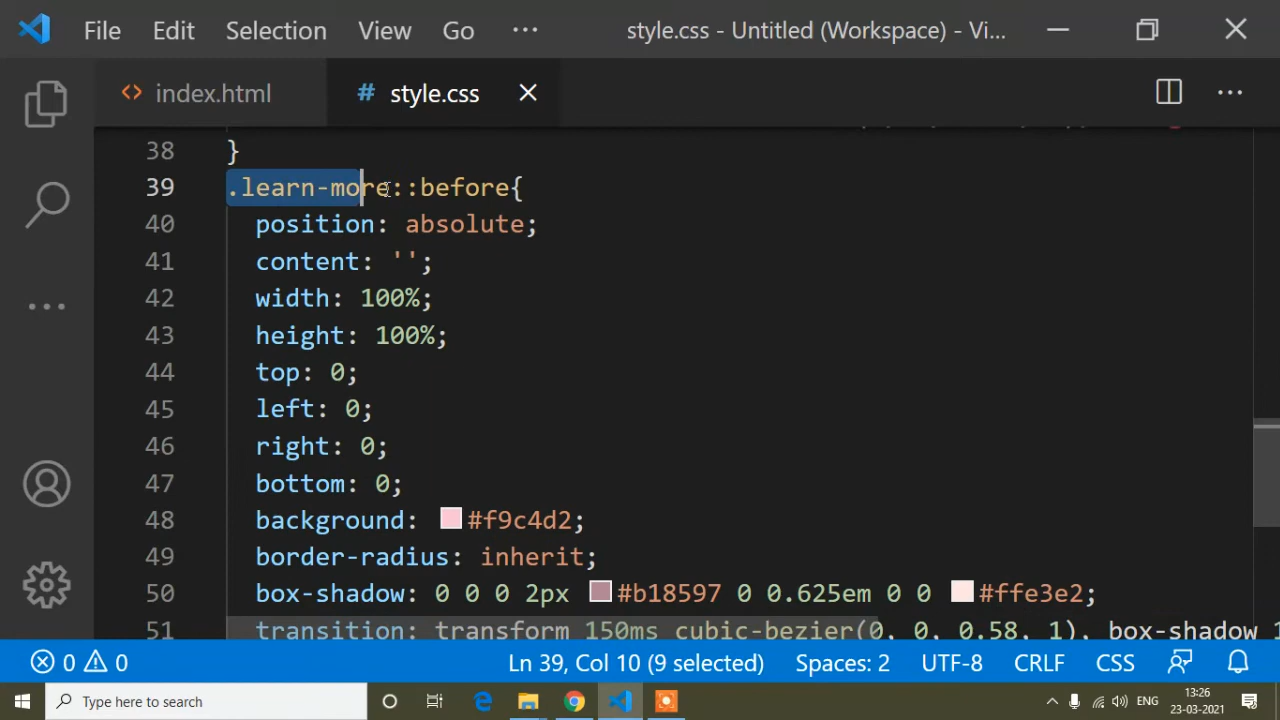 File Edit Selection View Go ··· style.css - Untitled (Workspace) - Vi...
<> index.html # style.css
38 }
39 .learn-more::before{
40 position: absolute;
41 content: '';
42 width: 100%;
43 height: 100%;
44 top: 0;
45 left: 0;
46 right: 0;
47 bottom: 0;
48 background: #f9c4d2;
49 border-radius: inherit;
50 box-shadow: 0 0 0 2px #b18597 0 0.625em 0 0 #ffe3e2;
51 transition: transform 150ms cubic-bezier(0, 0, 0.58, 1), box-shadow 1
0 0 Ln 39, Col 10 (9 selected) Spaces: 2 UTF-8 CRLF CSS
Type here to search ENG 13:26
23-03-2021